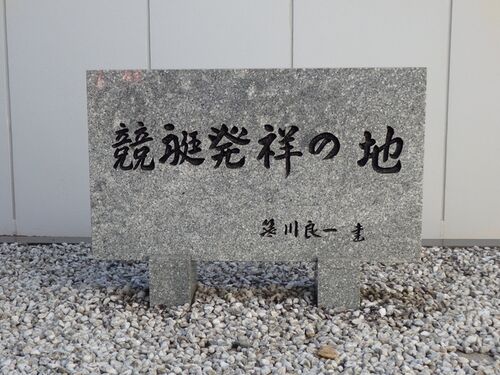 競艇発祥の地
笹川良一 書